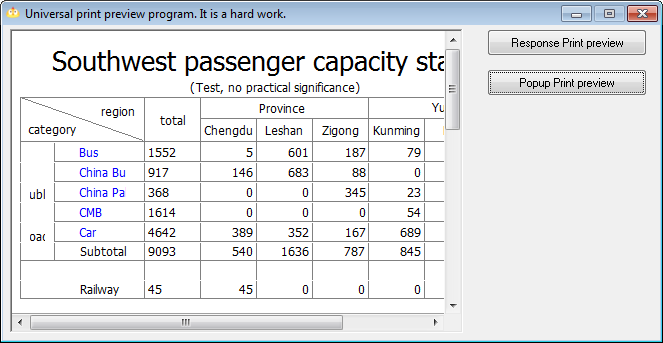 Universal print preview program. It is a hard work.
Response Print preview
Popup Print preview
Southwest passenger capacity sta
(Test, no practical significance)
region
category
total
Province
Yu
Chengdu Leshan Zigong Kunming
Bus 1552 5 601 187 79
China Bu 917 146 683 88 0
ubl
China Pa 368 0 0 345 23
CMB 1614 0 0 0 54
oac
Car 4642 389 352 167 689
Subtotal 9093 540 1636 787 845
Railway 45 45 0 0 0